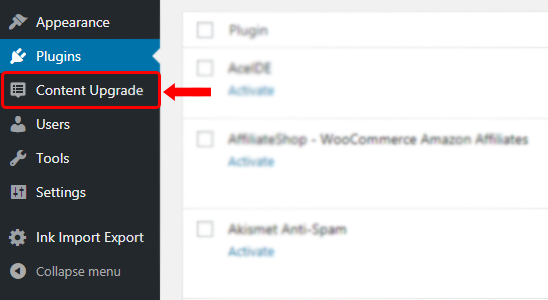 Appearance
Plugins
Content Upgrade
Users
Tools
Settings
Ink Import Export
Collapse menu
Plugin
AceIDE
Activate
AffiliateShop - WooCommerce Amazon Affiliates
Activate
Akismet Anti-Spam
Activate